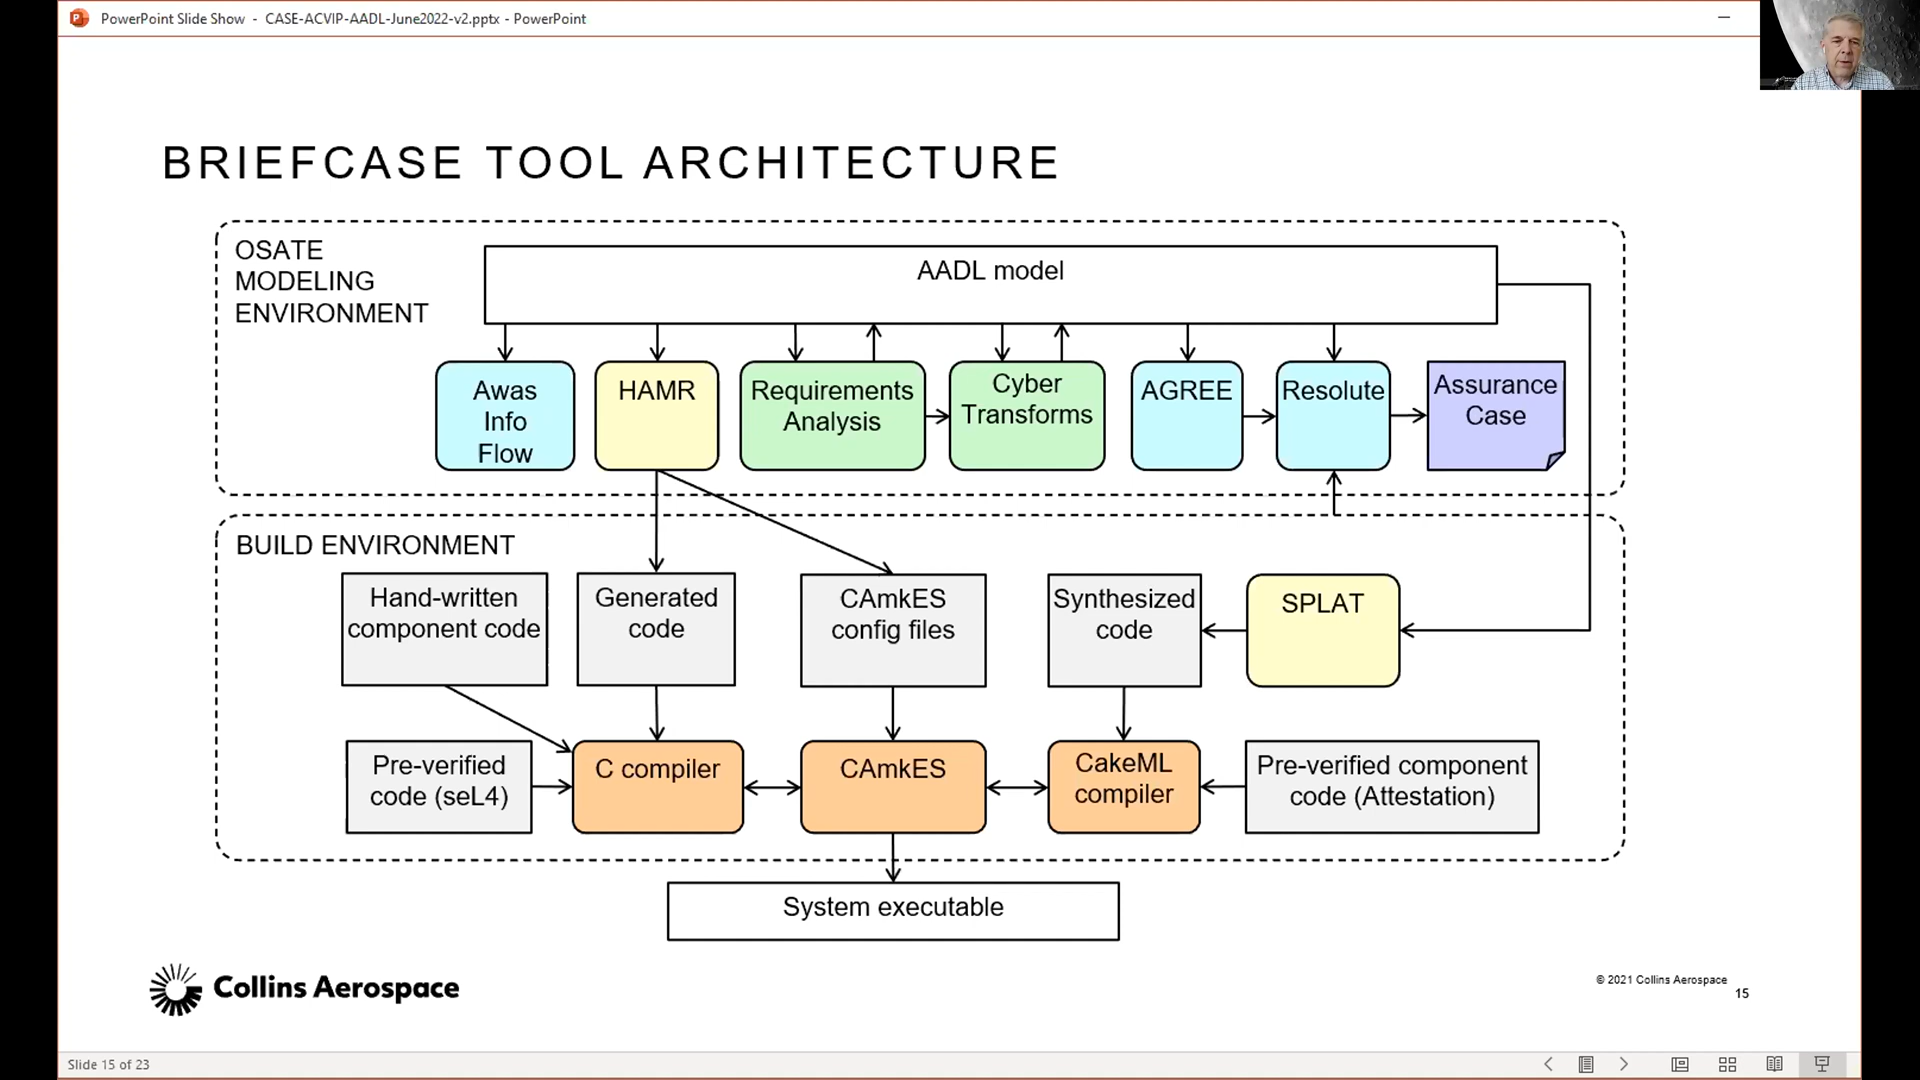 PowerPoint Slide Show - CASE-ACVIP-AADL-June2022-v2.pptx - PowerPoint
BRIEFCASE TOOL ARCHITECTURE
OSATE
MODELING
ENVIRONMENT
AADL model
Awas
Info
Flow
HAMR
Requirements
Analysis
Cyber
Transforms
AGREE
Resolute
Assurance
Case
BUILD ENVIRONMENT
Hand-written
component code
Generated
code
CAmkES
config files
Synthesized
code
SPLAT
Pre-verified
code (seL4)
C compiler
CAmkES
CakeML
compiler
Pre-verified component
code (Attestation)
System executable
Collins Aerospace
© 2021 Collins Aerospace
15
Slide 15 of 23